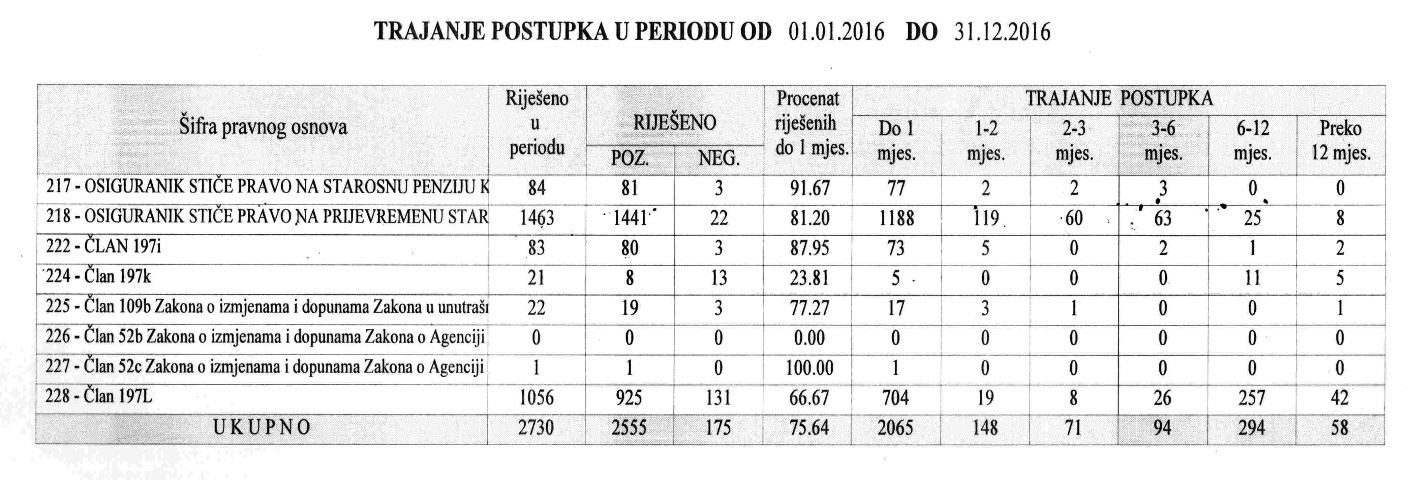 TRAJANJE POSTUPKA U PERIODU OD 01.01.2016 DO 31.12.2016
Šifra pravnog osnova Riješeno u periodu RIJEŠENO POZ. NEG. Procenat riješenih do 1 mjes. TRAJANJE POSTUPKA Do 1 mjes. 1-2 mjes. 2-3 mjes. 3-6 mjes. 6-12 mjes. Preko 12 mjes.
217 - OSIGURANIK STIČE PRAVO NA STAROSNU PENZIJU K 84 81 3 91.67 77 2 2 3 0 0
218 - OSIGURANIK STIČE PRAVO NA PRIJEVREMENU STAR 1463 1441 22 81.20 1188 119 60 63 25 8
222 - ČLAN 197i 83 80 3 87.95 73 5 0 2 1 2
224 - Član 197k 21 8 13 23.81 5 0 0 0 11 5
225 - Član 109b Zakona o izmjenama i dopunama Zakona u unutraš 22 19 3 77.27 17 3 1 0 0 1
226 - Član 52b Zakona o izmjenama i dopunama Zakona o Agenciji 0 0 0 0.00 0 0 0 0 0 0
227 - Član 52c Zakona o izmjenama i dopunama Zakona o Agenciji 1 1 0 100.00 1 0 0 0 0 0
228 - Član 197L 1056 925 131 66.67 704 19 8 26 257 42
UKUPNO 2730 2555 175 75.64 2065 148 71 94 294 58